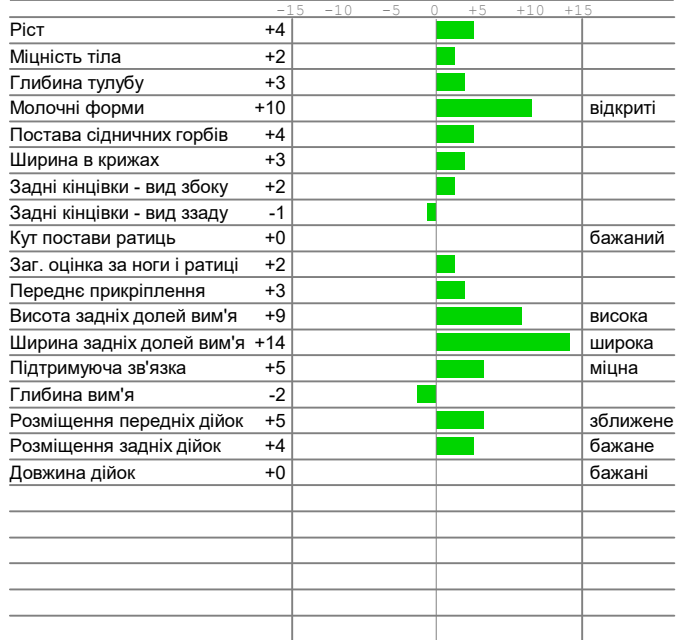 -15 -10 -5 0 +5 +10 +15
Ріст +4
Міцність тіла +2
Глибина тулубу +3
Молочні форми +10 відкриті
Постава сідничних горбів +4
Ширина в крижах +3
Задні кінцівки - вид збоку +2
Задні кінцівки - вид ззаду -1
Кут постави ратиць +0 бажаний
Заг. оцінка за ноги і ратиці +2
Переднє прикріплення +3
Висота задніх долей вим'я +9 висока
Ширина задніх долей вим'я +14 широка
Підтримуюча зв'язка +5 міцна
Глибина вим'я -2
Розміщення передніх дійок +5 зближене
Розміщення задніх дійок +4 бажане
Довжина дійок +0 бажані